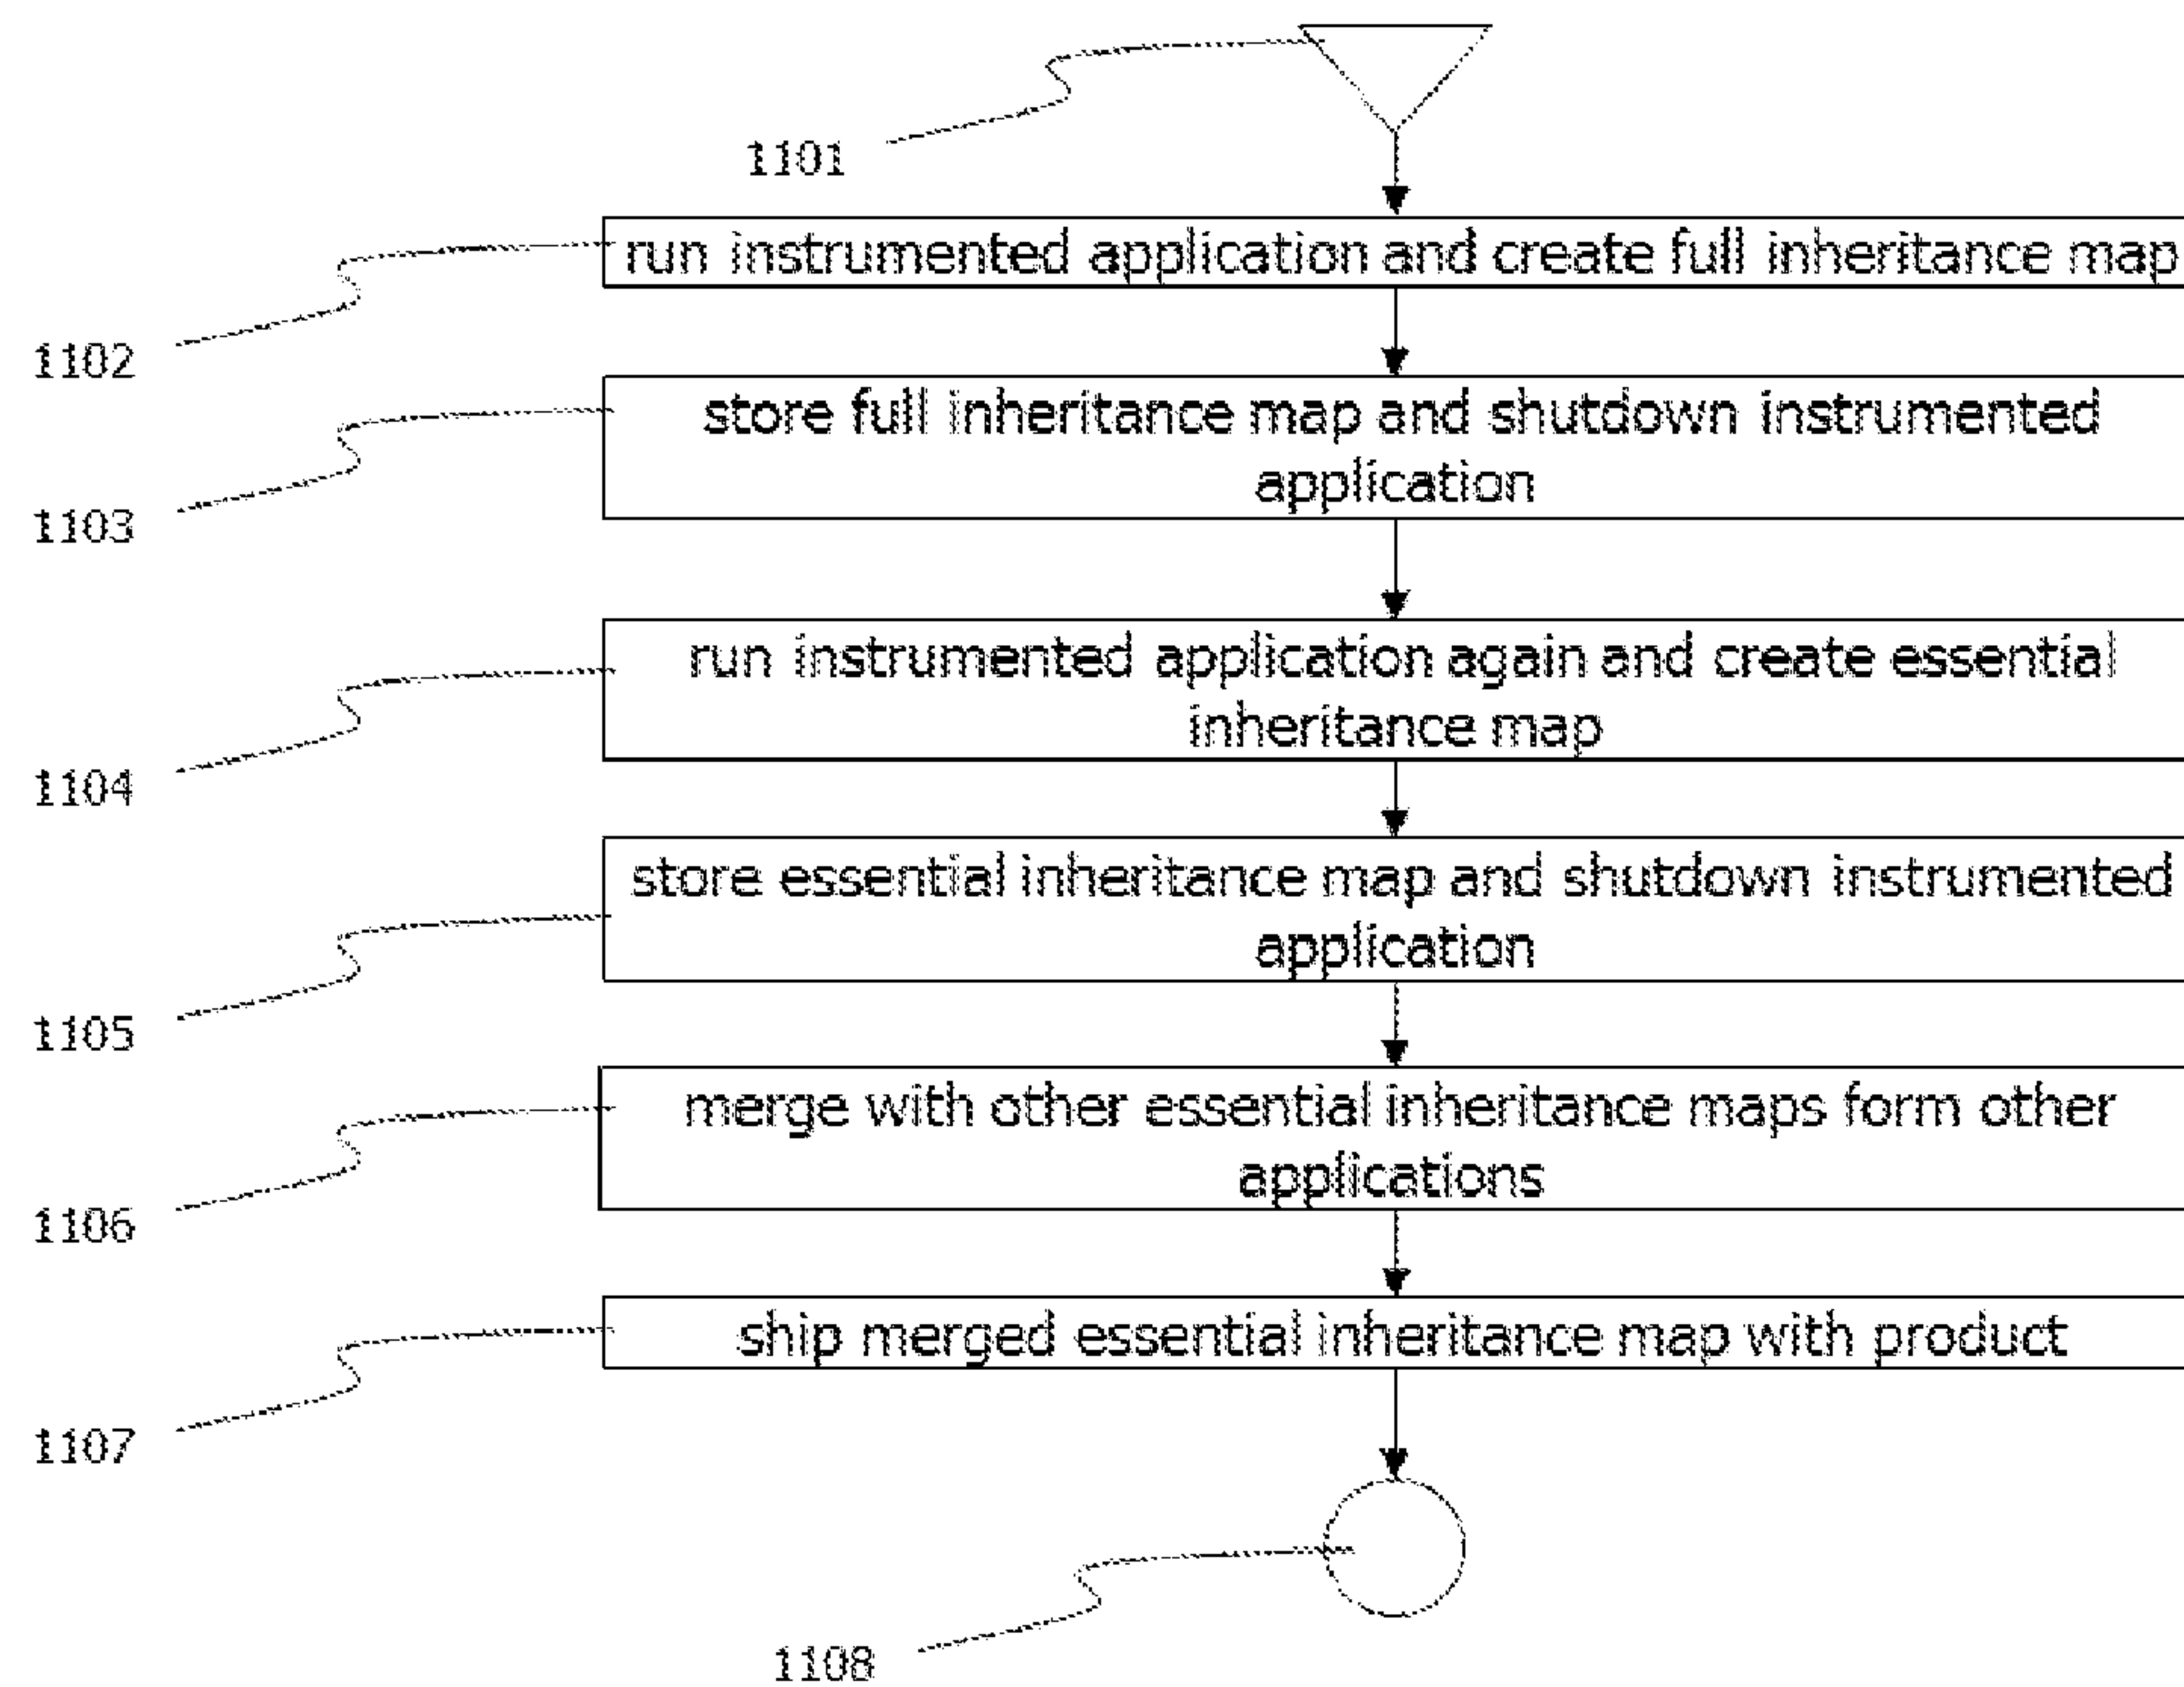 1101
run instrumented application and create full inheritance map
1102
store full inheritance map and shutdown instrumented
application
1103
run instrumented application again and create essential
inheritance map
1104
store essential inheritance map and shutdown instrumented
application
1105
merge with other essential inheritance maps form other
applications
1106
ship merged essential inheritance map with product
1107
1108